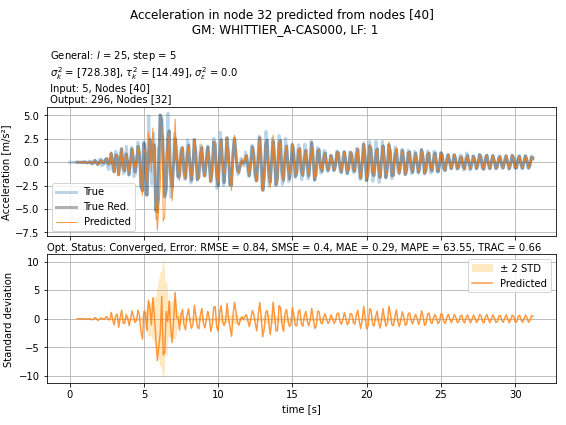 Acceleration in node 32 predicted from nodes [40]
GM: WHITTIER_A-CAS000, LF: 1
General: l = 25, step = 5
σ²ₖ = [728.38], τ²ₖ = [14.49], σ²ε = 0.0
Input: 5, Nodes [40]
Output: 296, Nodes [32]
Acceleration [m/s²]
5.0
2.5
0.0
−2.5
−5.0
−7.5
True
True Red.
Predicted
Opt. Status: Converged, Error: RMSE = 0.84, SMSE = 0.4, MAE = 0.29, MAPE = 63.55, TRAC = 0.66
Standard deviation
10
5
0
−5
−10
± 2 STD
Predicted
0 5 10 15 20 25 30
time [s]